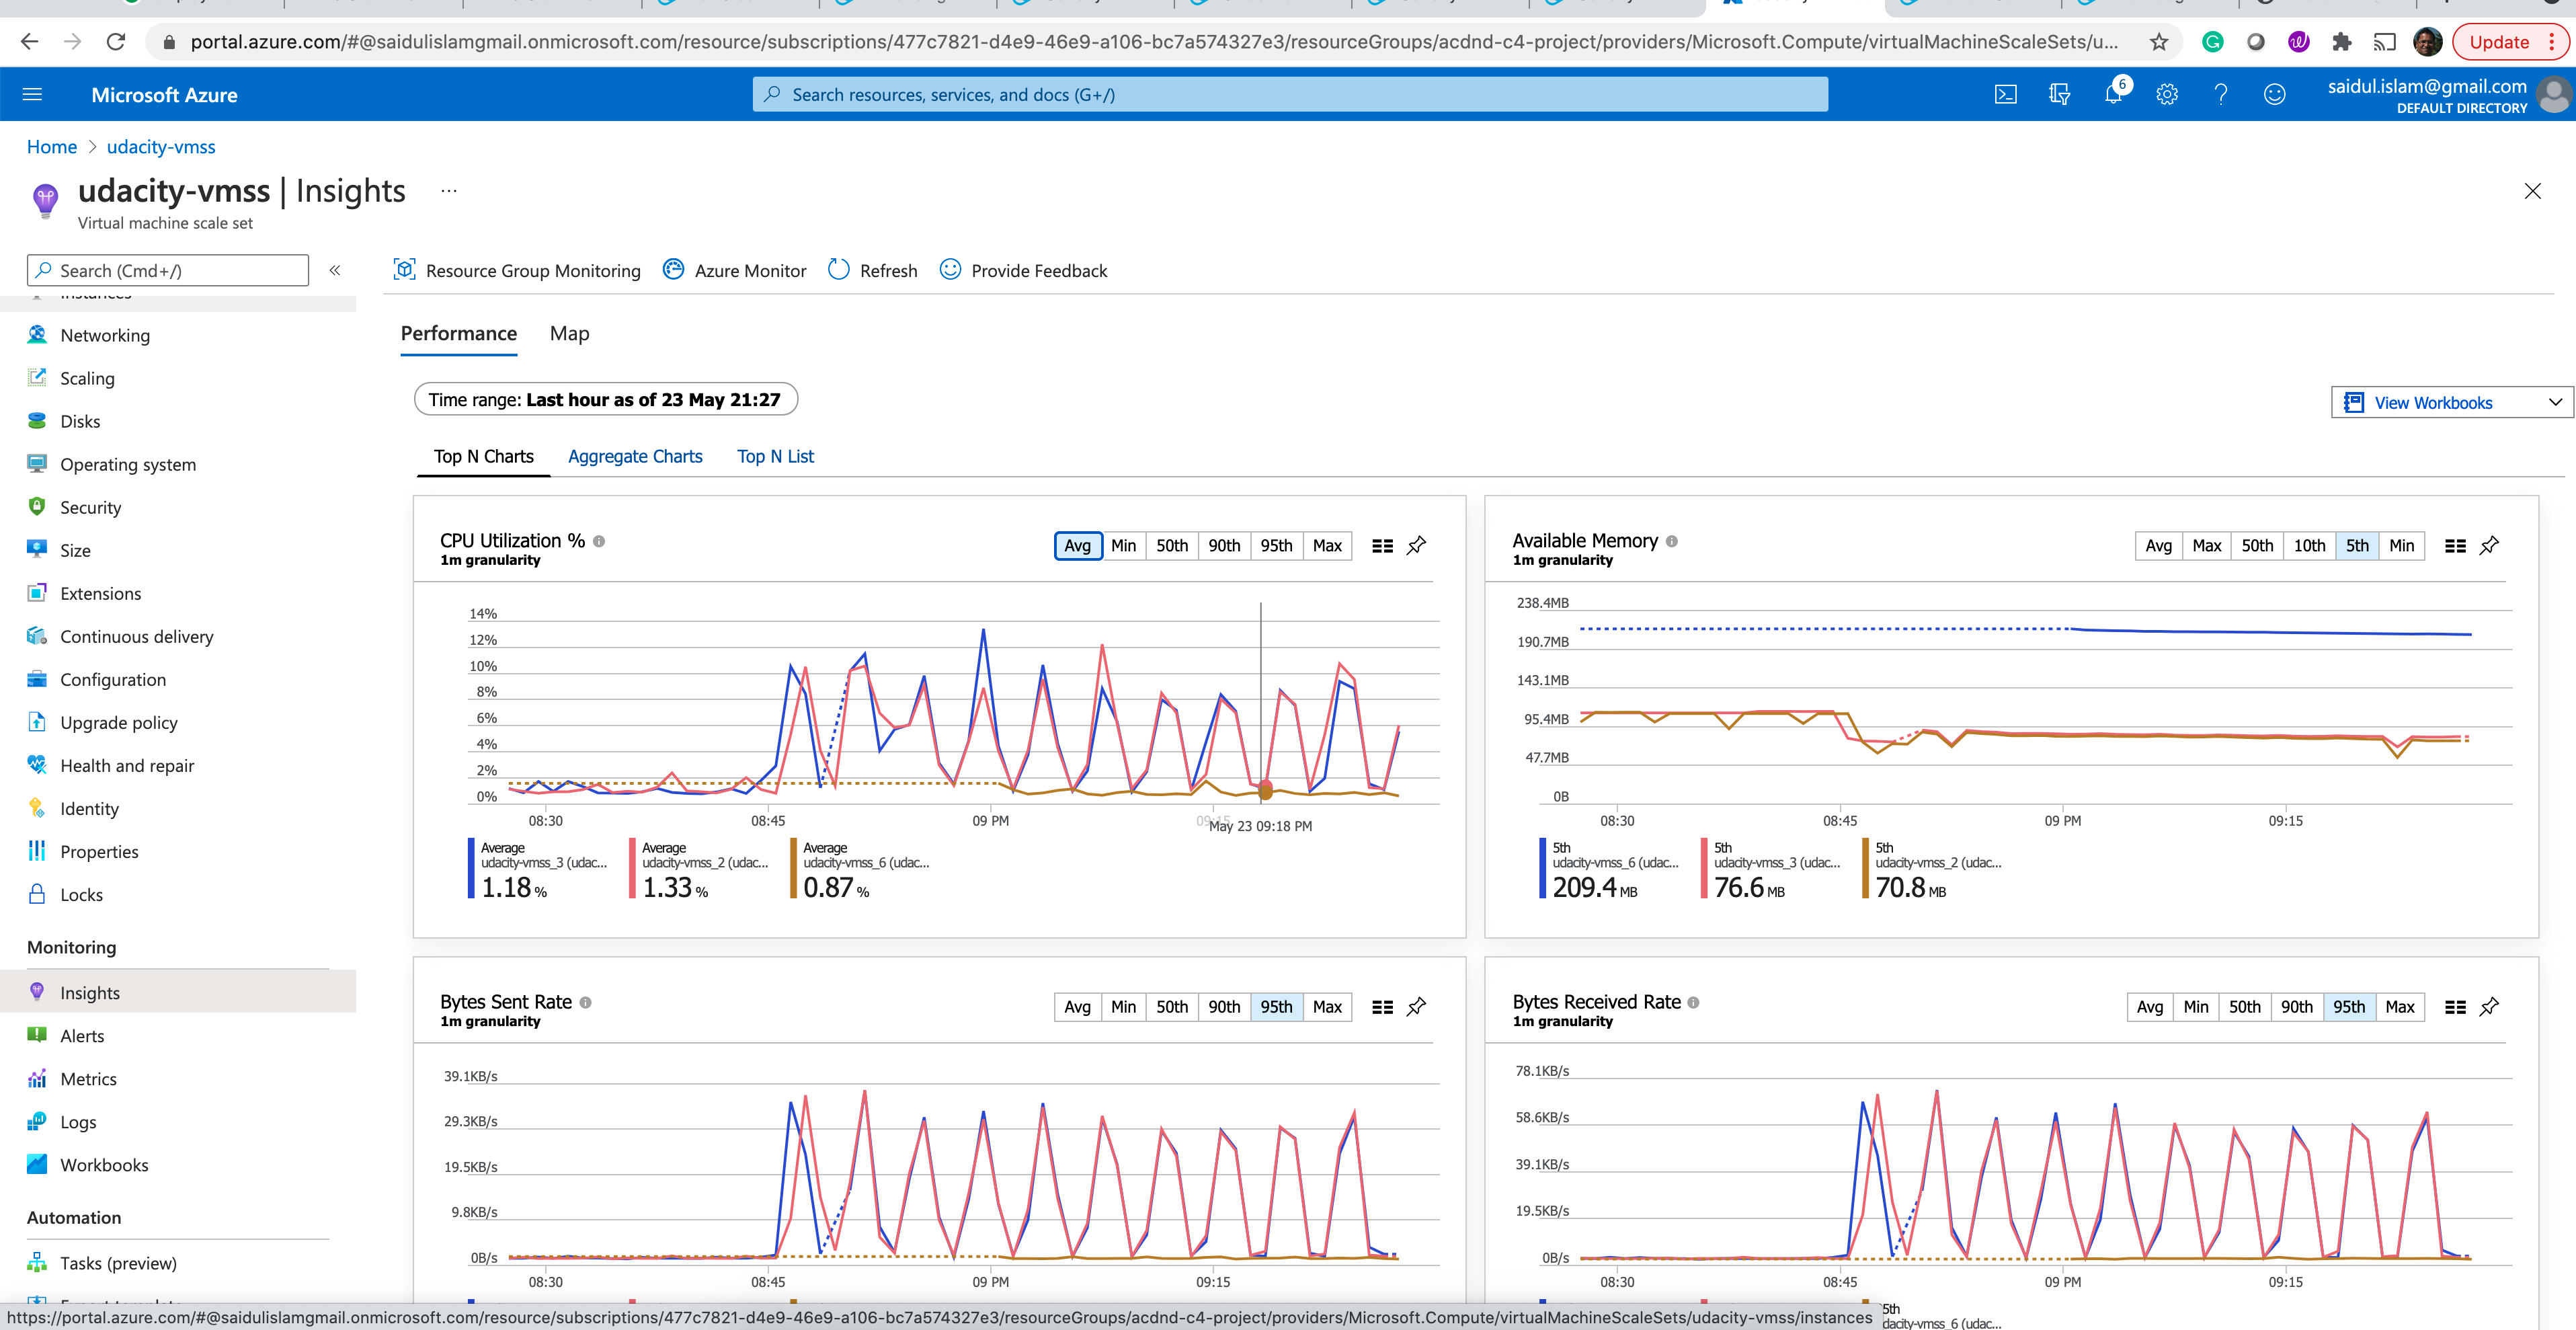 portal.azure.com/#@saidulislamgmail.onmicrosoft.com/resource/subscriptions/477c7821-d4e9-46e9-a106-bc7a574327e3/resourceGroups/acdnd-c4-project/providers/Microsoft.Compute/virtualMachineScaleSets/u...
Update
Microsoft Azure
Search resources, services, and docs (G+/)
6
saidul.islam@gmail.com
DEFAULT DIRECTORY
Home > udacity-vmss
udacity-vmss | Insights ...
Virtual machine scale set
Search (Cmd+/)
«
Resource Group Monitoring
Azure Monitor
Refresh
Provide Feedback
Instances
Networking
Scaling
Disks
Operating system
Security
Size
Extensions
Continuous delivery
Configuration
Upgrade policy
Health and repair
Identity
Properties
Locks
Monitoring
Insights
Alerts
Metrics
Logs
Workbooks
Automation
Tasks (preview)
Performance
Map
Time range: Last hour as of 23 May 21:27
View Workbooks
Top N Charts
Aggregate Charts
Top N List
CPU Utilization %
1m granularity
Avg Min 50th 90th 95th Max
14%
12%
10%
8%
6%
4%
2%
0%
08:30 08:45 09 PM 09:15
May 23 09:18 PM
Average
udacity-vmss_3 (udac...
1.18 %
Average
udacity-vmss_2 (udac...
1.33 %
Average
udacity-vmss_6 (udac...
0.87 %
Available Memory
1m granularity
Avg Max 50th 10th 5th Min
238.4MB
190.7MB
143.1MB
95.4MB
47.7MB
0B
08:30 08:45 09 PM 09:15
5th
udacity-vmss_6 (udac...
209.4 MB
5th
udacity-vmss_3 (udac...
76.6 MB
5th
udacity-vmss_2 (udac...
70.8 MB
Bytes Sent Rate
1m granularity
Avg Min 50th 90th 95th Max
39.1KB/s
29.3KB/s
19.5KB/s
9.8KB/s
0B/s
08:30 08:45 09 PM 09:15
Bytes Received Rate
1m granularity
Avg Min 50th 90th 95th Max
78.1KB/s
58.6KB/s
39.1KB/s
19.5KB/s
0B/s
08:30 08:45 09 PM 09:15
https://portal.azure.com/#@saidulislamgmail.onmicrosoft.com/resource/subscriptions/477c7821-d4e9-46e9-a106-bc7a574327e3/resourceGroups/acdnd-c4-project/providers/Microsoft.Compute/virtualMachineScaleSets/udacity-vmss/instances
5th
dacity-vmss_6 (udac...